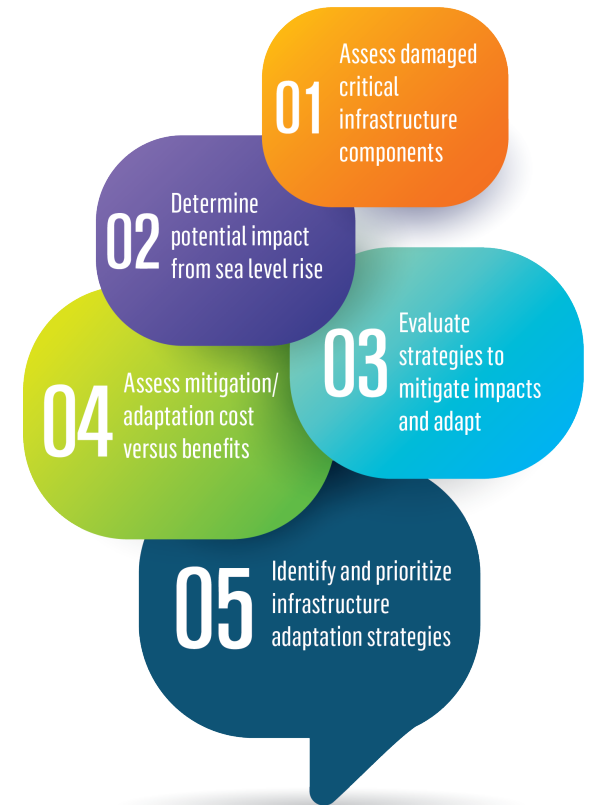 01
Assess damaged
critical
infrastructure
components
02
Determine
potential impact
from sea level rise
03
Evaluate
strategies to
mitigate impacts
and adapt
04
Assess mitigation/
adaptation cost
versus benefits
05
Identify and prioritize
infrastructure
adaptation strategies